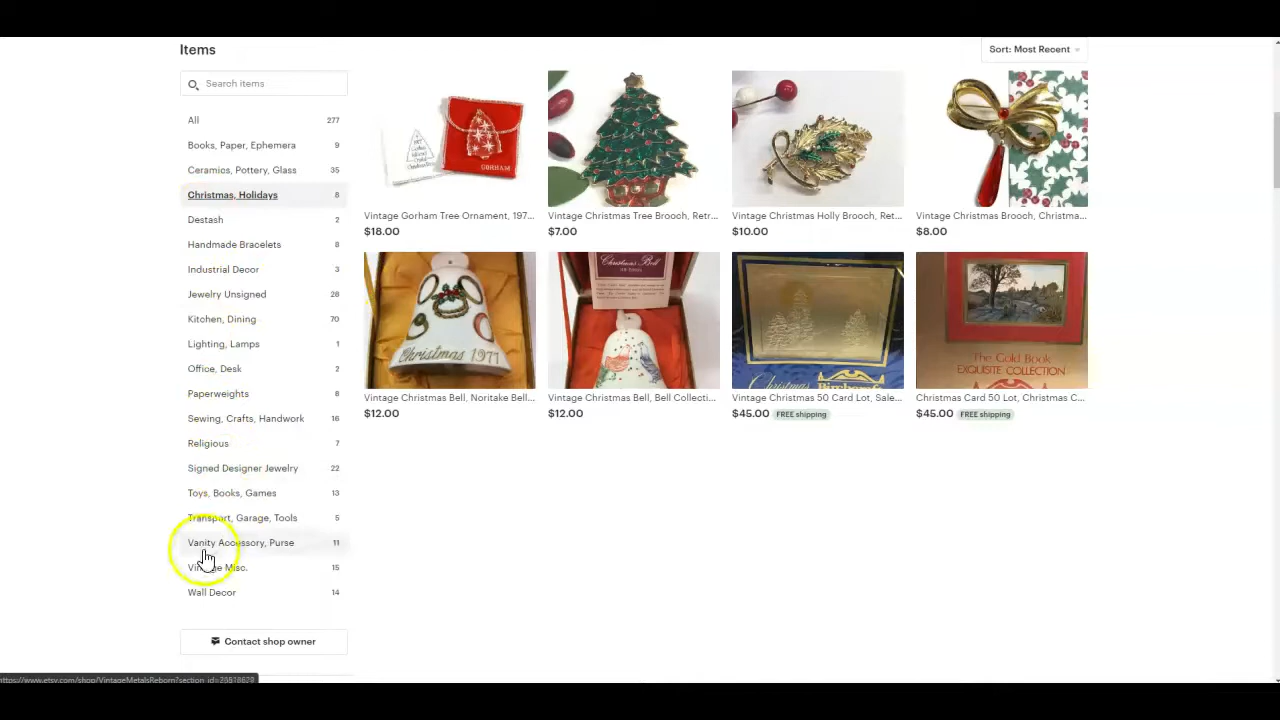 Items
Sort: Most Recent
Search items
All 277
Books, Paper, Ephemera 9
Ceramics, Pottery, Glass 35
Christmas, Holidays 8
Destash 2
Handmade Bracelets 8
Industrial Decor 3
Jewelry Unsigned 28
Kitchen, Dining 70
Lighting, Lamps 1
Office, Desk 2
Paperweights 8
Sewing, Crafts, Handwork 16
Religious 7
Signed Designer Jewelry 22
Toys, Books, Games 13
Transport, Garage, Tools 5
Vanity Accessory, Purse 11
Vintage Misc. 15
Wall Decor 14
Contact shop owner
GORHAM
Vintage Gorham Tree Ornament, 197...
$18.00
Vintage Christmas Tree Brooch, Retr...
$7.00
Vintage Christmas Holly Brooch, Ret...
$10.00
Vintage Christmas Brooch, Christma...
$8.00
Christmas 1971
Vintage Christmas Bell, Noritake Bell...
$12.00
Christmas Bell
Vintage Christmas Bell, Bell Collecti...
$12.00
Christmas
Vintage Christmas 50 Card Lot, Sale...
$45.00 FREE shipping
The Gold Book
EXQUISITE COLLECTION
Christmas Card 50 Lot, Christmas C...
$45.00 FREE shipping